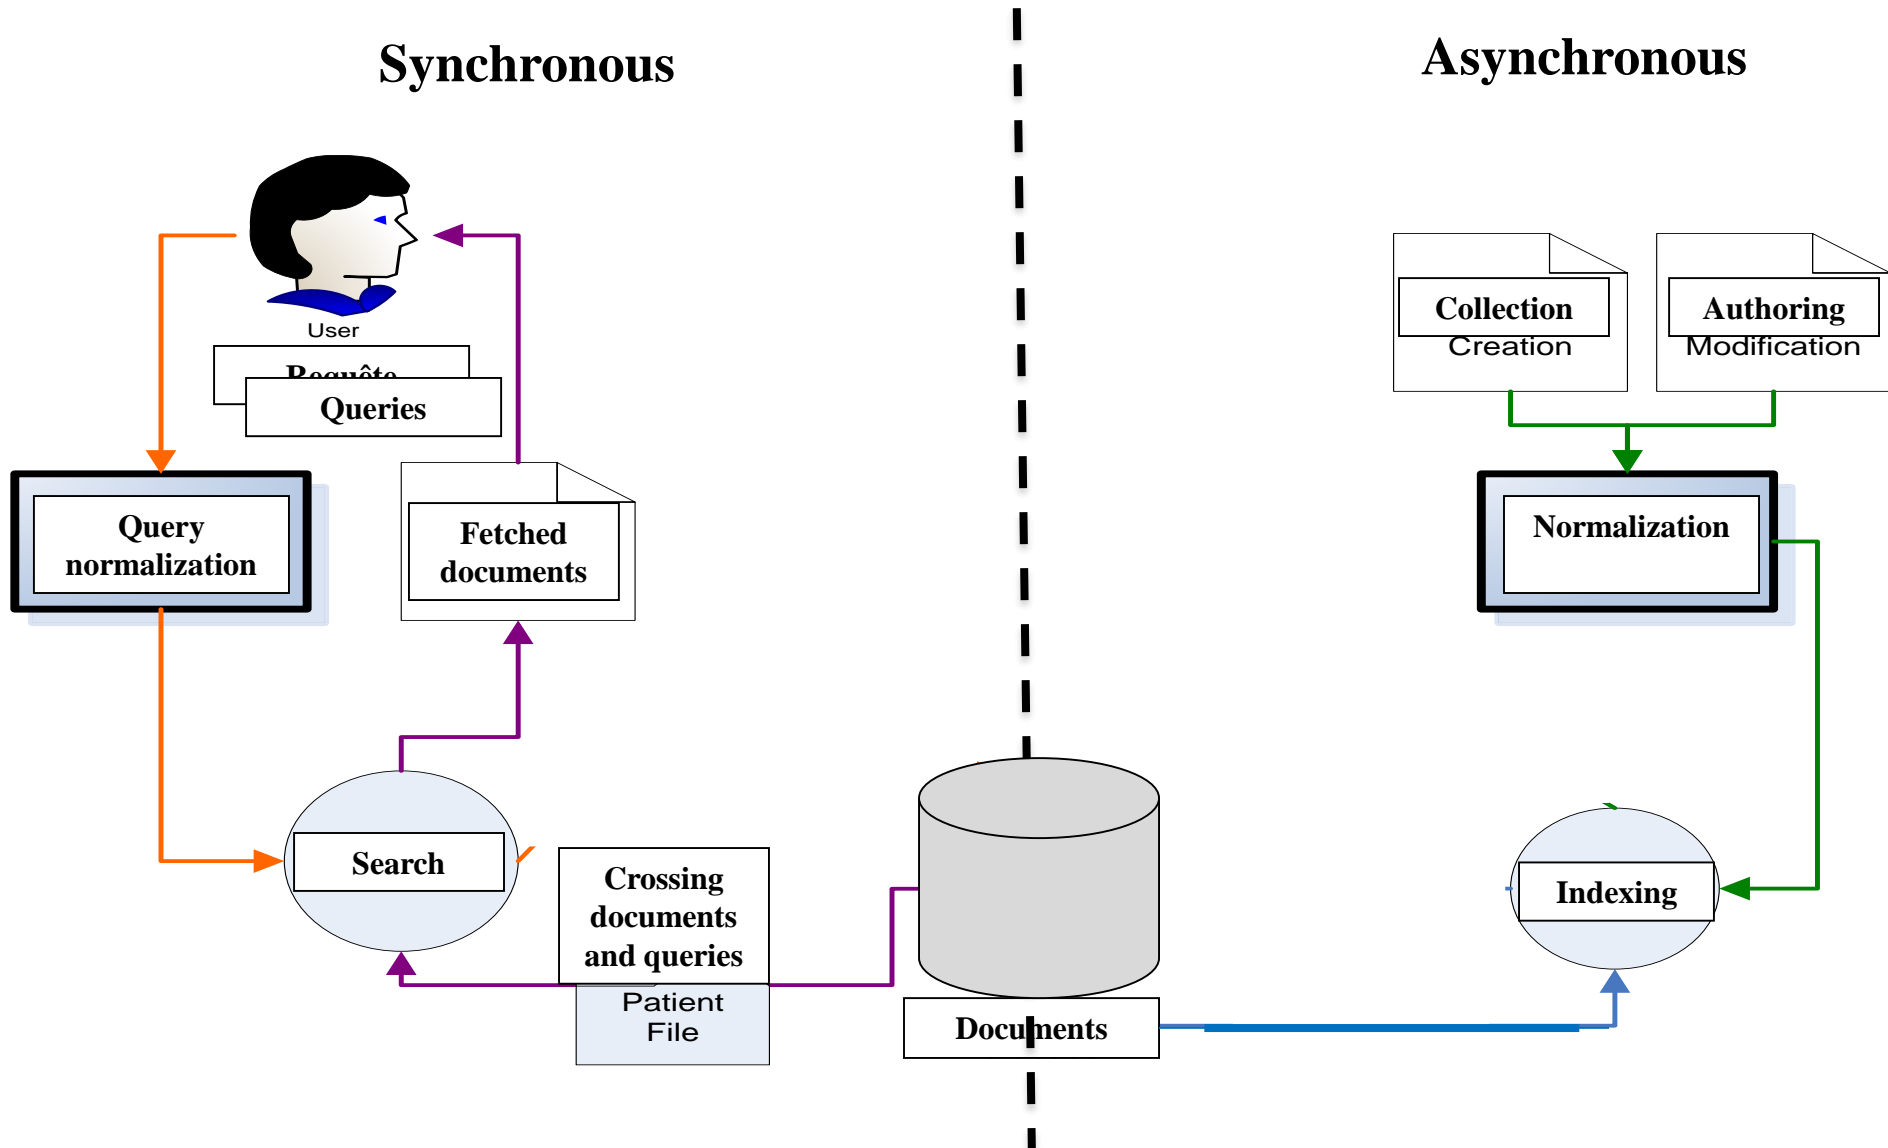 Synchronous
Asynchronous
User
Requête
Queries
Collection
Creation
Authoring
Modification
Query
normalization
Fetched
documents
Normalization
Search
Crossing
documents
and queries
Patient
File
Indexing
Documents